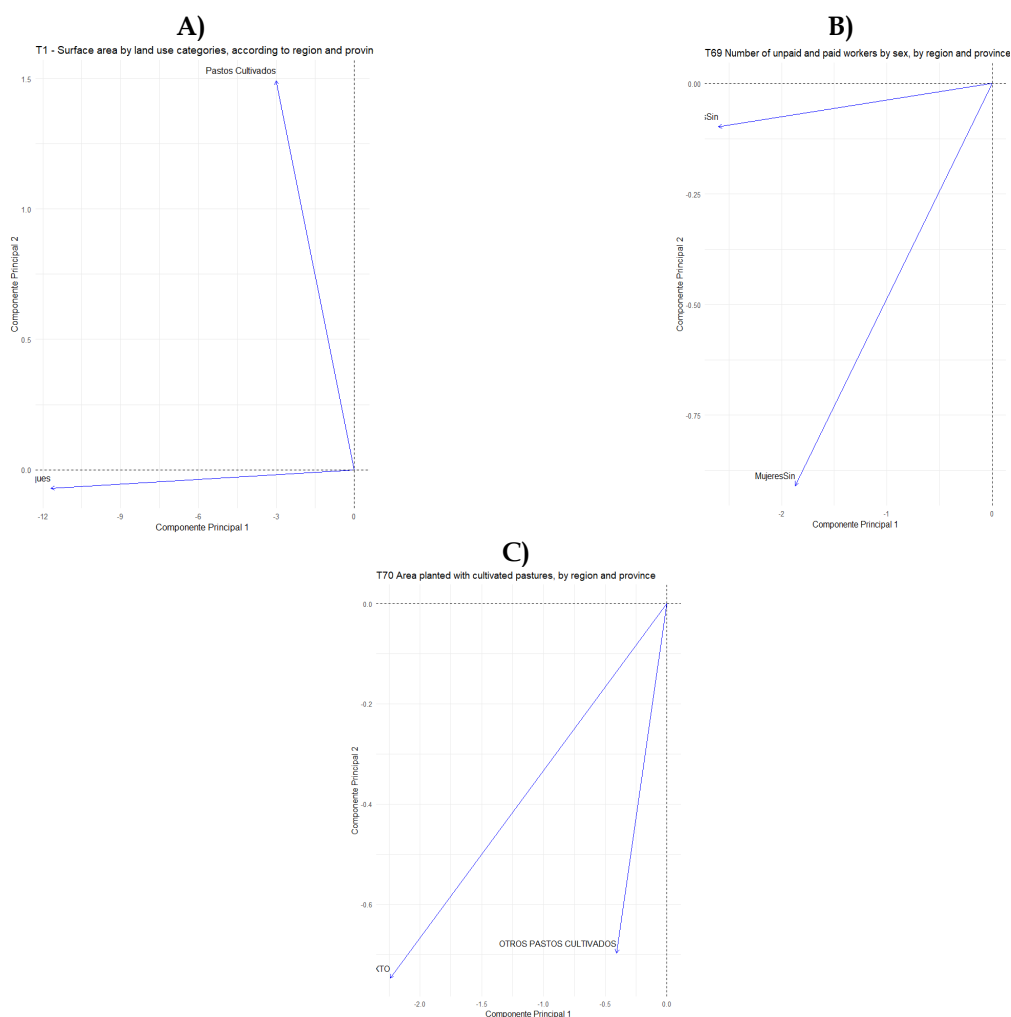 A)
T1 - Surface area by land use categories, according to region and provin
Pastos Cultivados
1.5
1.0
0.5
0.0
Componente Principal 2
ques
-12
-9
-6
-3
0
Componente Principal 1
B)
T69 Number of unpaid and paid workers by sex, by region and province
0.00
sSin
-0.25
-0.50
-0.75
Componente Principal 2
MujeresSin
-2
-1
0
Componente Principal 1
C)
T70 Area planted with cultivated pastures, by region and province
0.0
-0.2
-0.4
-0.6
Componente Principal 2
OTROS PASTOS CULTIVADOS
XTO
-2.0
-1.5
-1.0
-0.5
0.0
Componente Principal 1